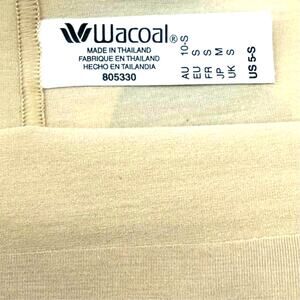 Wacoal®
MADE IN THAILAND
FABRIQUE EN THAILAND
HECHO EN TAILANDIA
805330
AU 10-S
EU S
FR S
JP M
UK S
US 5-S